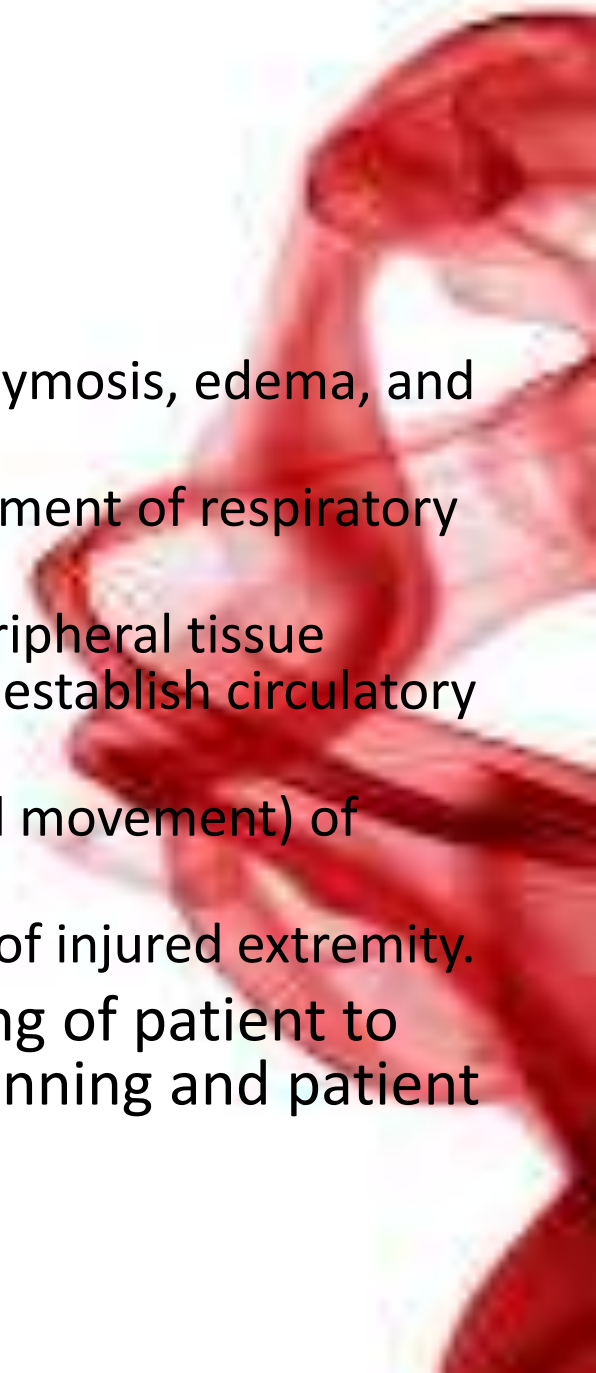 ymosis, edema, and
ment of respiratory
ripheral tissue
establish circulatory
movement) of
of injured extremity.
ng of patient to
nning and patient